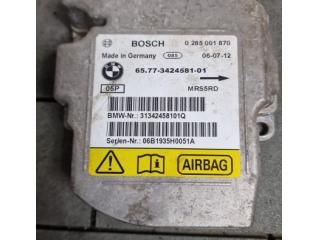 BOSCH 0 285 001 870
Made in Germany 085 06-07-12
65.77-3424581-01
05P MRS5RD
BMW-Nr.: 31342458101Q
Serien-Nr.: 06B1935H0051A
AIRBAG